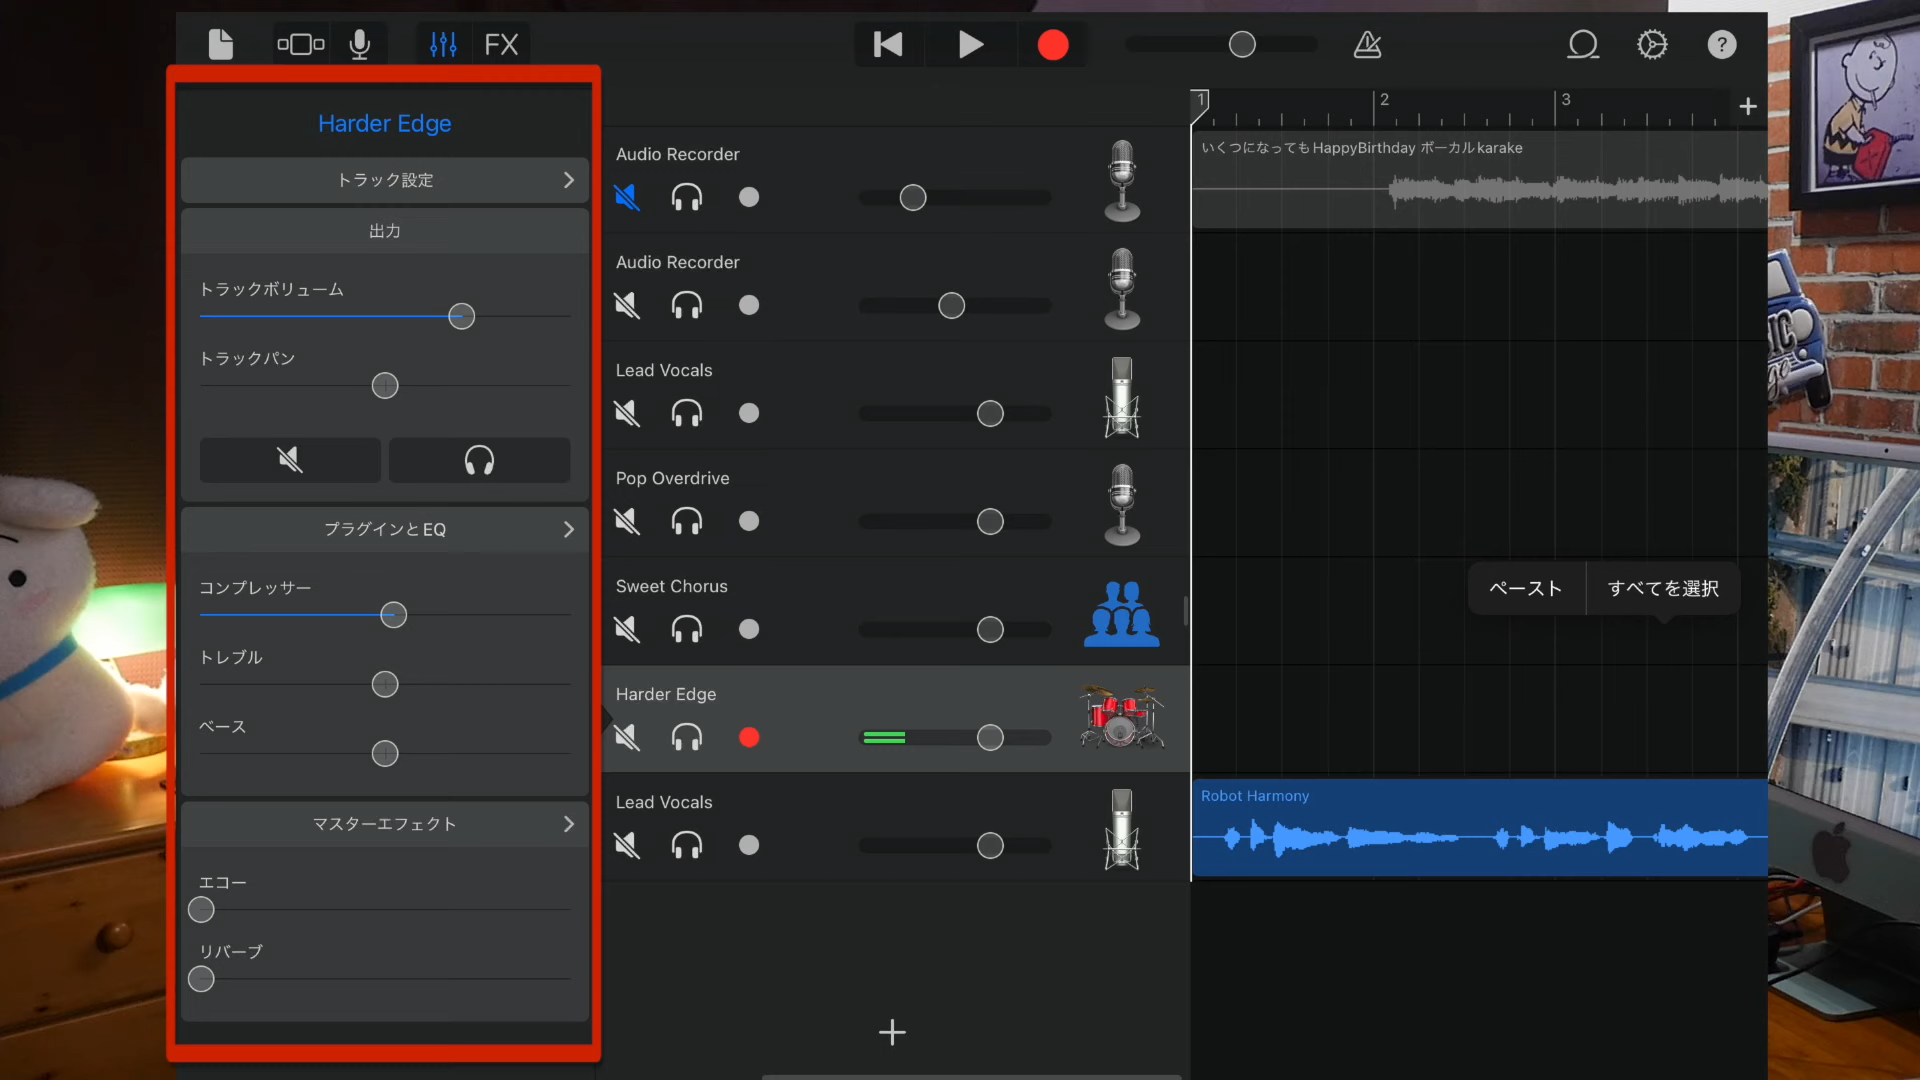 FX
?
Harder Edge
トラック設定
出力
トラックボリューム
トラックパン
プラグインとEQ
コンプレッサー
トレブル
ベース
マスターエフェクト
エコー
リバーブ
Audio Recorder
Audio Recorder
Lead Vocals
Pop Overdrive
Sweet Chorus
Harder Edge
Lead Vocals
1 2 3
いくつになってもHappyBirthday ボーカルkarake
ペースト すべてを選択
Robot Harmony